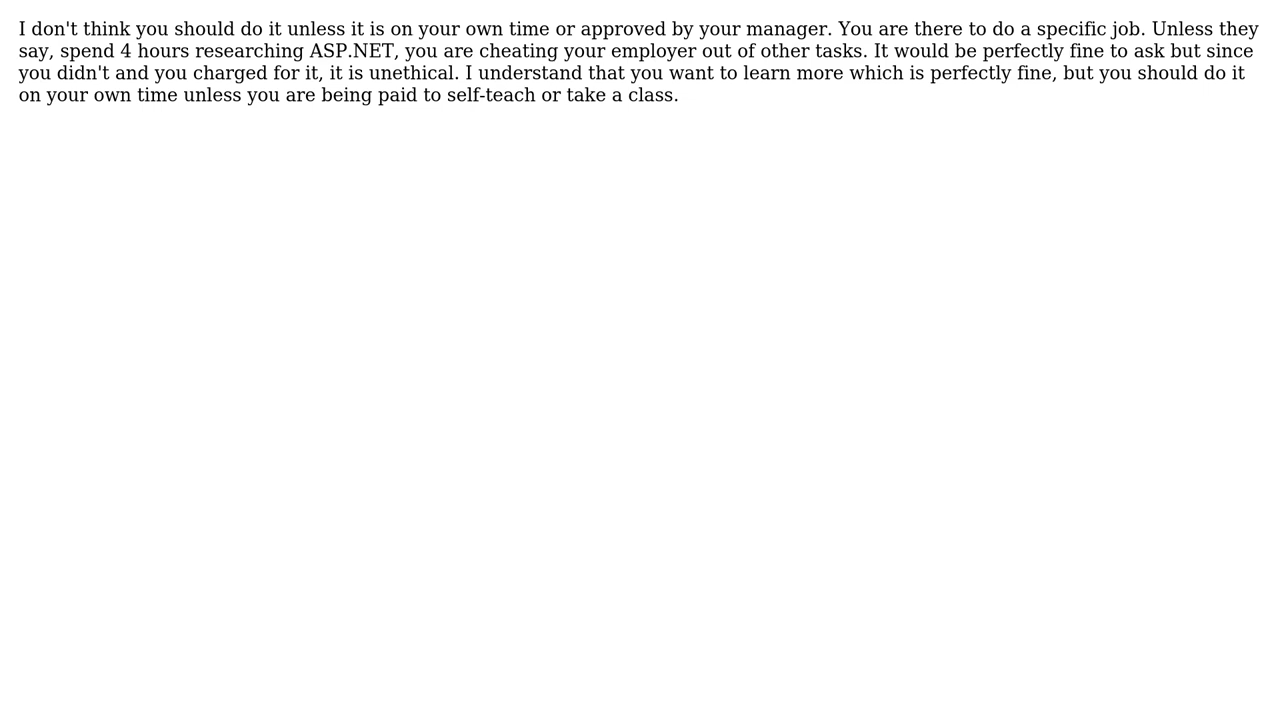 I don't think you should do it unless it is on your own time or approved by your manager. You are there to do a specific job. Unless they
say, spend 4 hours researching ASP.NET, you are cheating your employer out of other tasks. It would be perfectly fine to ask but since
you didn't and you charged for it, it is unethical. I understand that you want to learn more which is perfectly fine, but you should do it
on your own time unless you are being paid to self-teach or take a class.